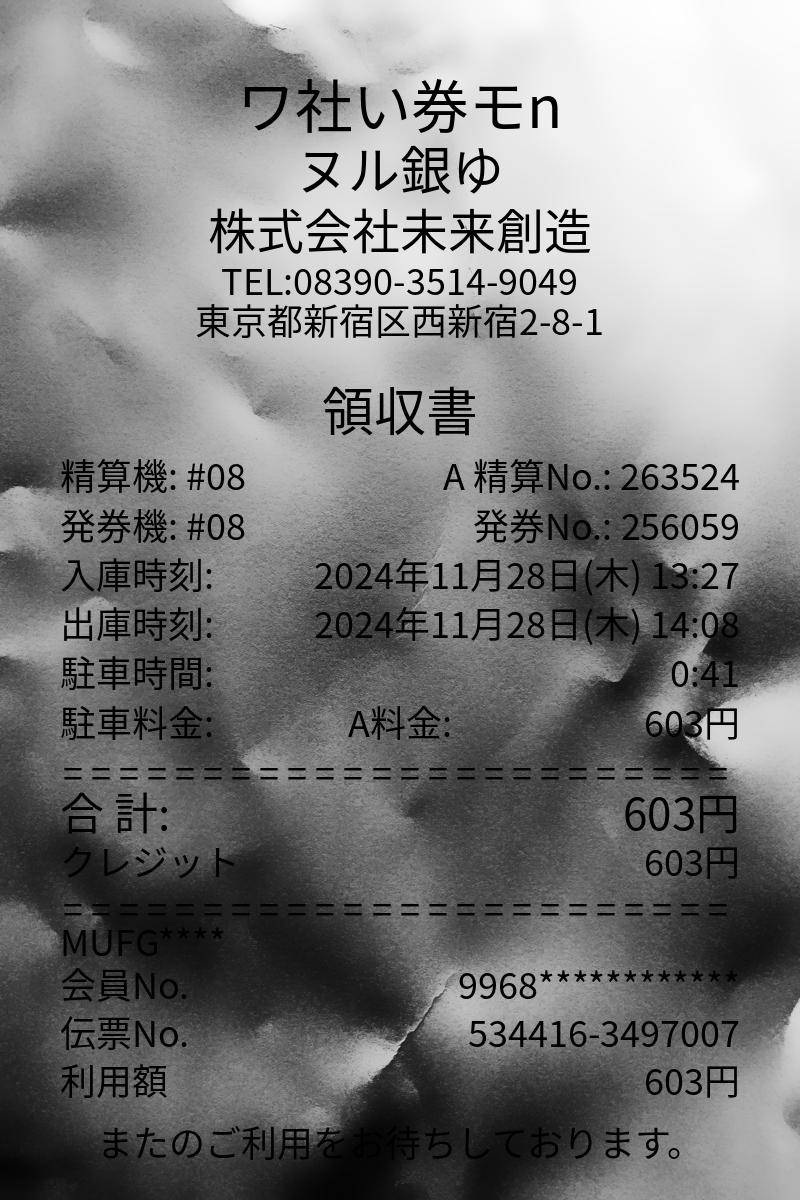 ワ社い券モn
ヌル銀ゆ
株式会社未来創造
TEL:08390-3514-9049
東京都新宿区西新宿2-8-1
領収書
精算機: #08 A 精算No.: 263524
発券機: #08 発券No.: 256059
入庫時刻: 2024年11月28日(木) 13:27
出庫時刻: 2024年11月28日(木) 14:08
駐車時間: 0:41
駐車料金: A料金: 603円
========================
合 計: 603円
クレジット 603円
========================
MUFG****
会員No. 9968************
伝票No. 534416-3497007
利用額 603円
またのご利用をお待ちしております。